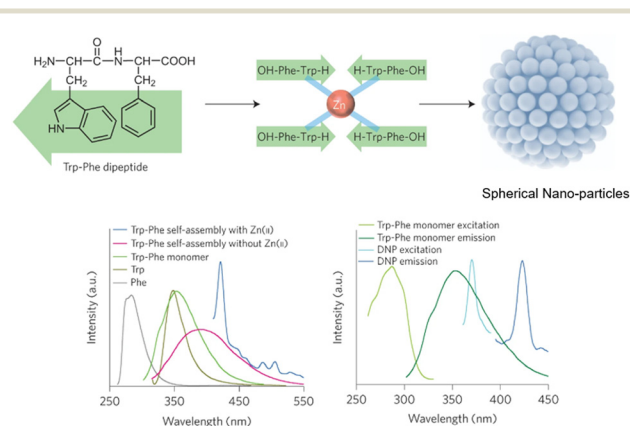 H₂N—CH—C—N—CH—COOH
O
H
CH₂
CH₂
HN
Trp-Phe dipeptide
OH-Phe-Trp-H
H-Trp-Phe-OH
Zn
OH-Phe-Trp-H
H-Trp-Phe-OH
Spherical Nano-particles
Trp-Phe self-assembly with Zn(II)
Trp-Phe self-assembly without Zn(II)
Trp-Phe monomer
Trp
Phe
Intensity (a.u.)
250
350
450
550
Wavelength (nm)
Trp-Phe monomer excitation
Trp-Phe monomer emission
DNP excitation
DNP emission
Intensity (a.u.)
250
300
350
400
450
Wavelength (nm)